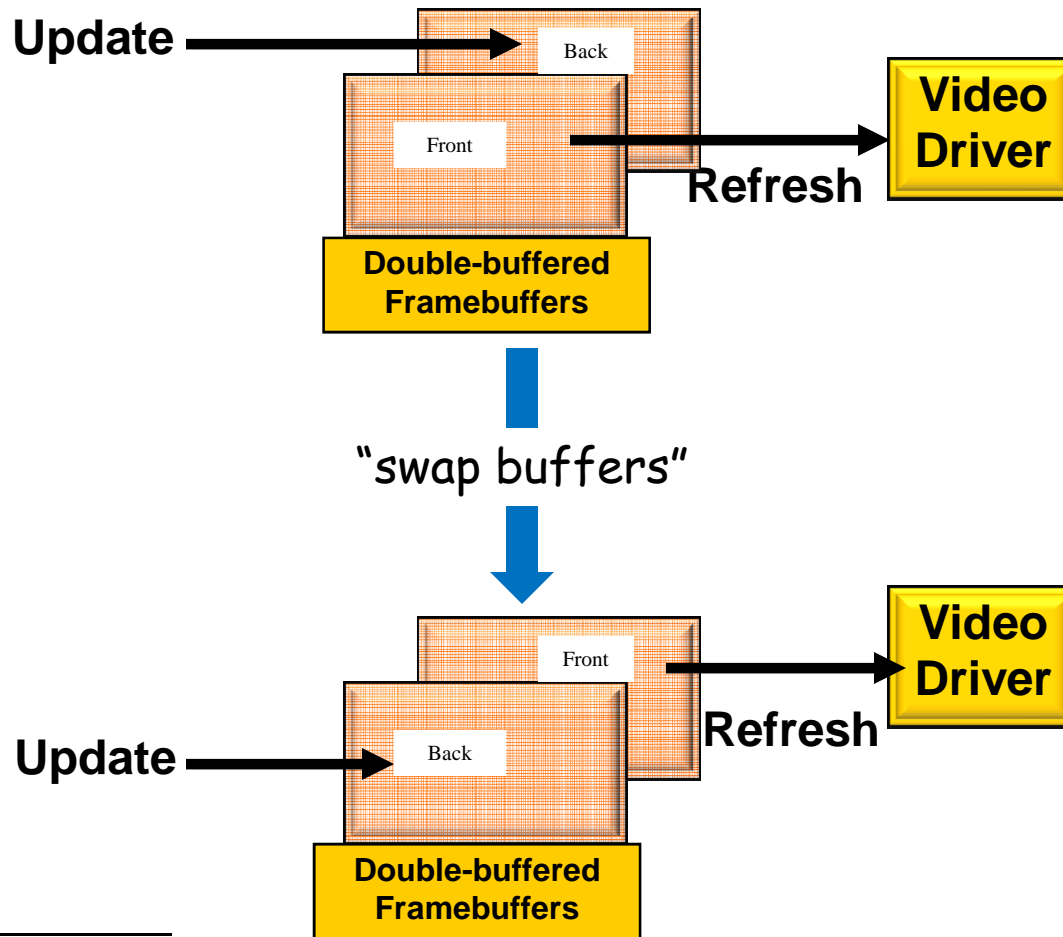 Update
Back
Front
Video
Driver
Refresh
Double-buffered
Framebuffers
“swap buffers”
Front
Video
Driver
Refresh
Update
Back
Double-buffered
Framebuffers